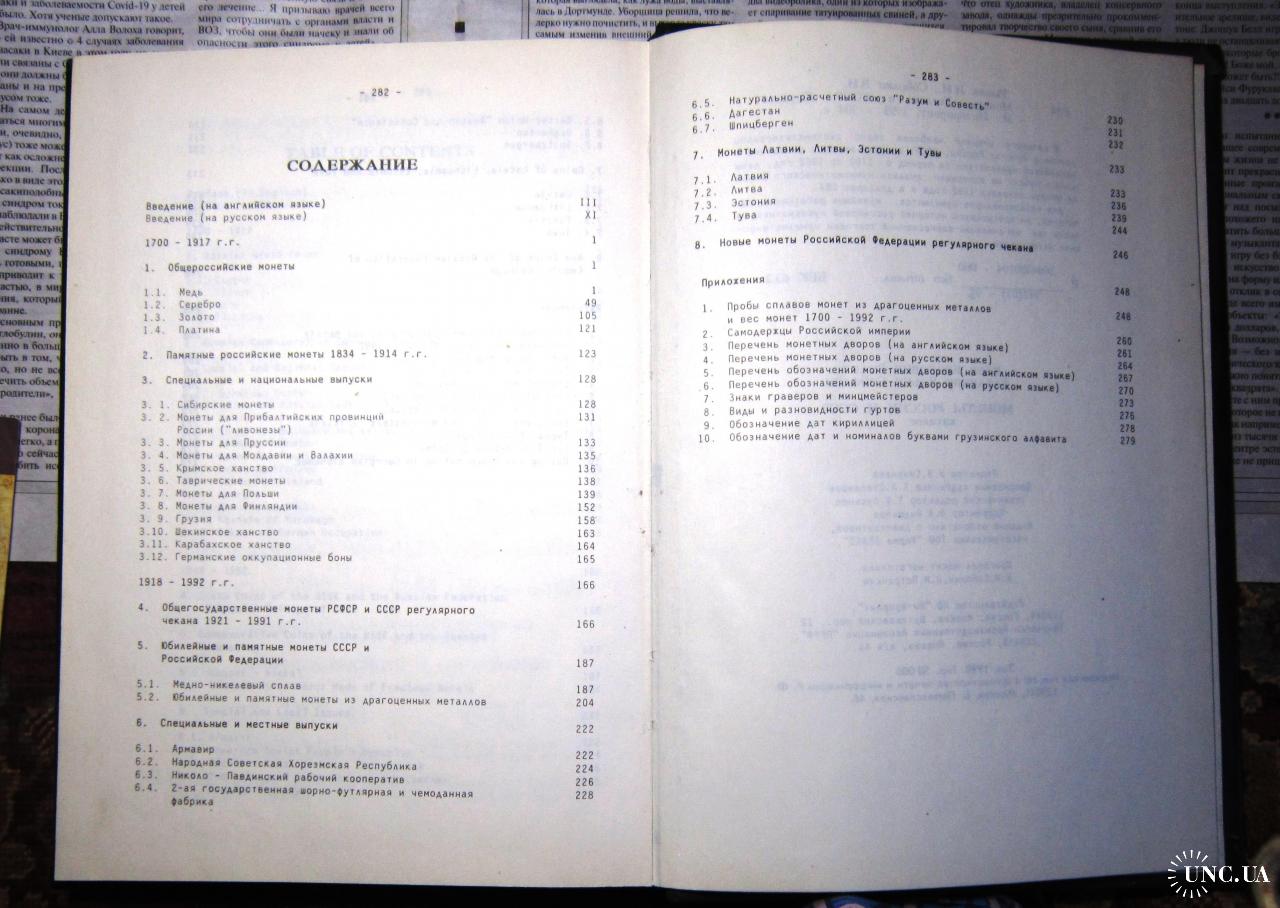 - 282 -
СОДЕРЖАНИЕ
Введение (на английском языке) III
Введение (на русском языке) XI
1700 - 1917 г.г. 1
1. Общероссийские монеты 1
1.1. Медь 1
1.2. Серебро 49
1.3. Золото 105
1.4. Платина 121
2. Памятные российские монеты 1834 - 1914 г.г. 123
3. Специальные и национальные выпуски 128
3. 1. Сибирские монеты 128
3. 2. Монеты для Прибалтийских провинций 131
России ("ливонезы")
3. 3. Монеты для Пруссии 133
3. 4. Монеты для Молдавии и Валахии 135
3. 5. Крымское ханство 136
3. 6. Таврические монеты 138
3. 7. Монеты для Польши 139
3. 8. Монеты для Финляндии 152
3. 9. Грузия 158
3.10. Шекинское ханство 163
3.11. Карабахское ханство 164
3.12. Германские оккупационные боны 165
1918 - 1992 г.г. 166
4. Общегосударственные монеты РСФСР и СССР регулярного
чекана 1921 - 1991 г.г. 166
5. Юбилейные и памятные монеты СССР и
Российской Федерации 187
5.1. Медно-никелевый сплав 187
5.2. Юбилейные и памятные монеты из драгоценных металлов 204
6. Специальные и местные выпуски 222
6.1. Армавир 222
6.2. Народная Советская Хорезмская Республика 224
6.3. Николо - Павдинский рабочий кооператив 226
6.4. 2-ая государственная шорно-футлярная и чемоданная 228
фабрика
- 283 -
6.5. Натурально-расчетный союз "Разум и Совесть" 230
6.6. Дагестан 231
6.7. Шпицберген 232
7. Монеты Латвии, Литвы, Эстонии и Тувы 233
7.1. Латвия 233
7.2. Литва 236
7.3. Эстония 239
7.4. Тува 244
8. Новые монеты Российской Федерации регулярного чекана 246
Приложения 248
1. Пробы сплавов монет из драгоценных металлов
и вес монет 1700 - 1992 г.г. 248
2. Самодержцы Российской империи 260
3. Перечень монетных дворов (на английском языке) 261
4. Перечень монетных дворов (на русском языке) 264
5. Перечень обозначений монетных дворов (на английском языке) 267
6. Перечень обозначений монетных дворов (на русском языке) 270
7. Знаки граверов и минцмейстеров 273
8. Виды и разновидности гуртов 276
9. Обозначение дат кириллицей 278
10. Обозначение дат и номиналов буквами грузинского алфавита 279
UNC.UA